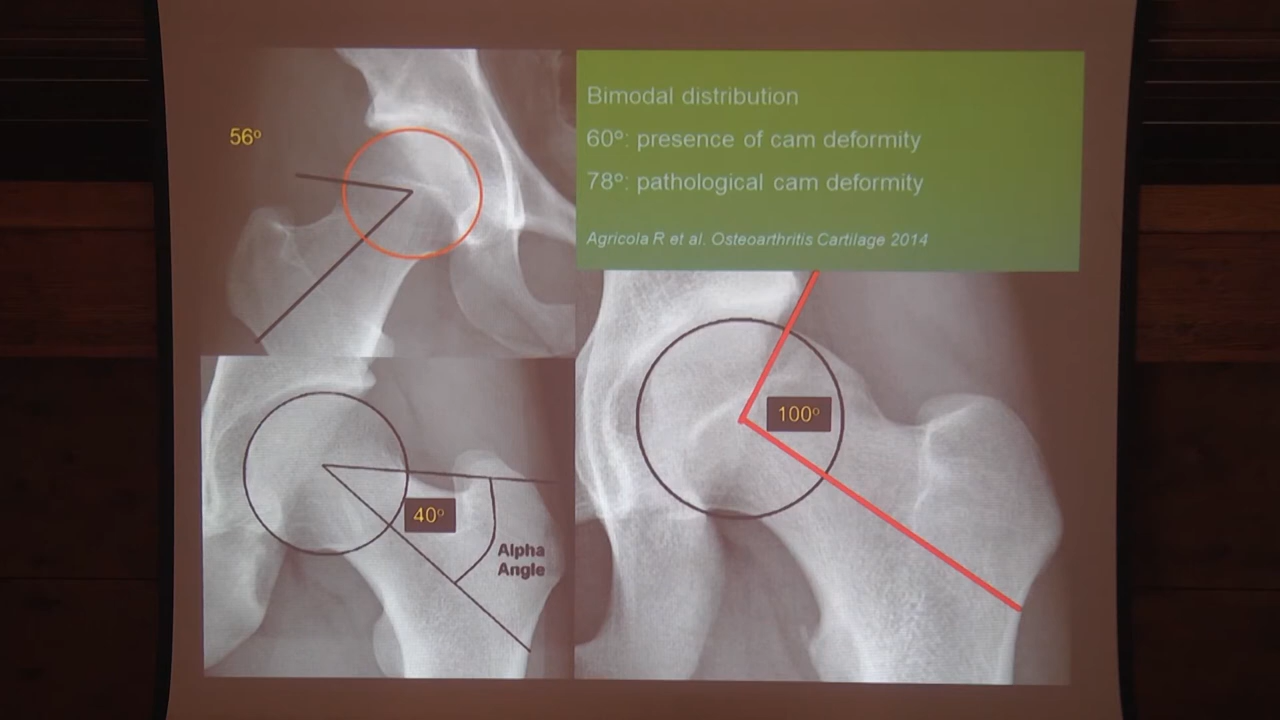 56º
Bimodal distribution
60º: presence of cam deformity
78º: pathological cam deformity
Agricola R et al. Osteoarthritis Cartilage 2014
100º
40º
Alpha
Angle